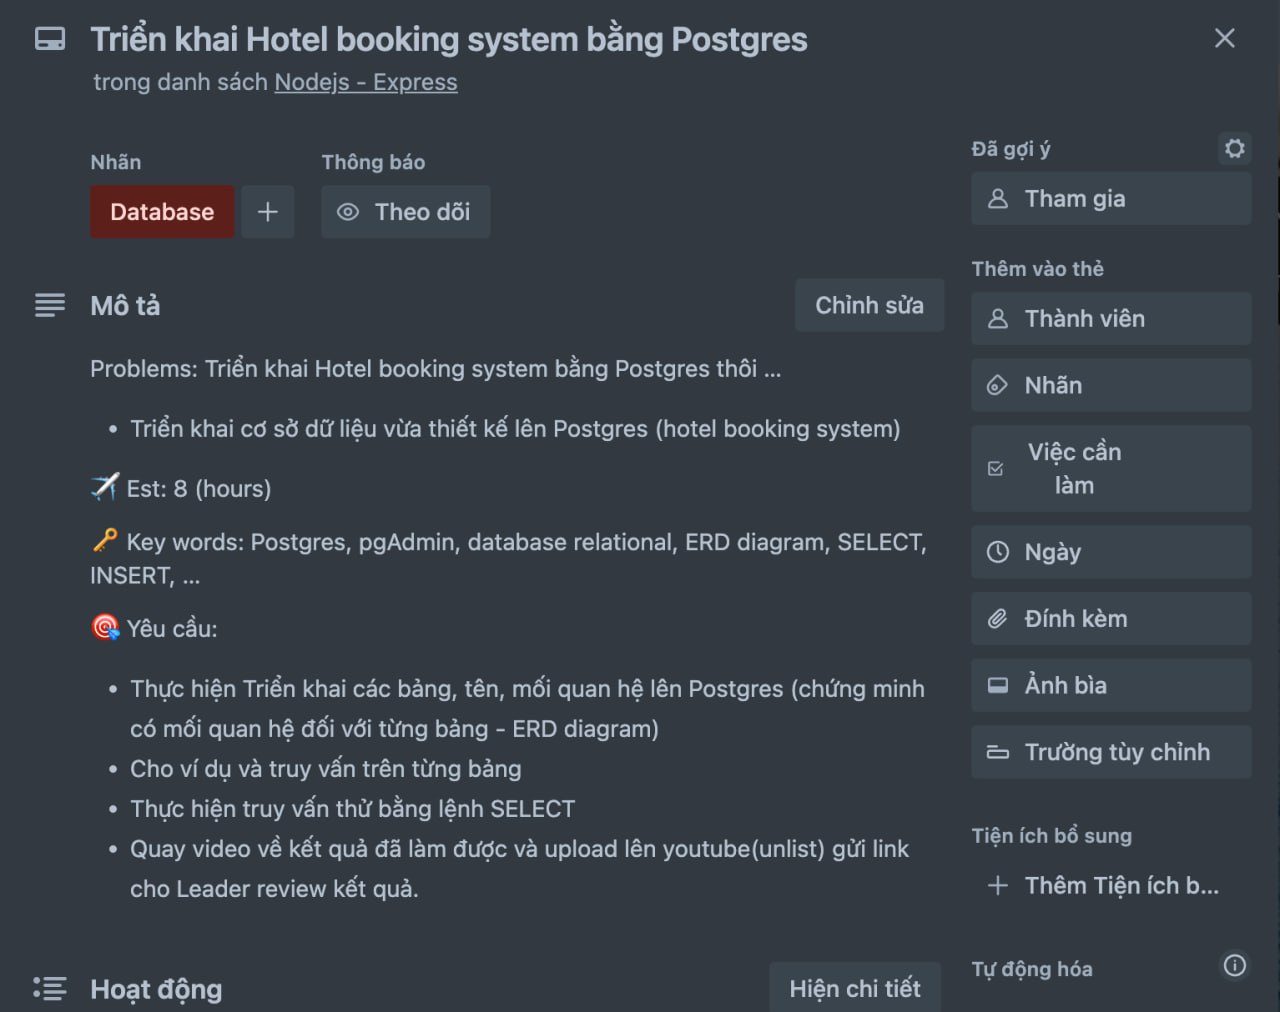 Triển khai Hotel booking system bằng Postgres
trong danh sách Nodejs - Express
Nhãn
Thông báo
Database
Theo dõi
Mô tả
Chỉnh sửa
Problems: Triển khai Hotel booking system bằng Postgres thôi ...
• Triển khai cơ sở dữ liệu vừa thiết kế lên Postgres (hotel booking system)
Est: 8 (hours)
Key words: Postgres, pgAdmin, database relational, ERD diagram, SELECT,
INSERT, ...
Yêu cầu:
• Thực hiện Triển khai các bảng, tên, mối quan hệ lên Postgres (chứng minh
có mối quan hệ đối với từng bảng - ERD diagram)
• Cho ví dụ và truy vấn trên từng bảng
• Thực hiện truy vấn thử bằng lệnh SELECT
• Quay video về kết quả đã làm được và upload lên youtube(unlist) gửi link
cho Leader review kết quả.
Hoạt động
Hiện chi tiết
Đã gợi ý
Tham gia
Thêm vào thẻ
Thành viên
Nhãn
Việc cần
làm
Ngày
Đính kèm
Ảnh bìa
Trường tùy chỉnh
Tiện ích bổ sung
Thêm Tiện ích b...
Tự động hóa